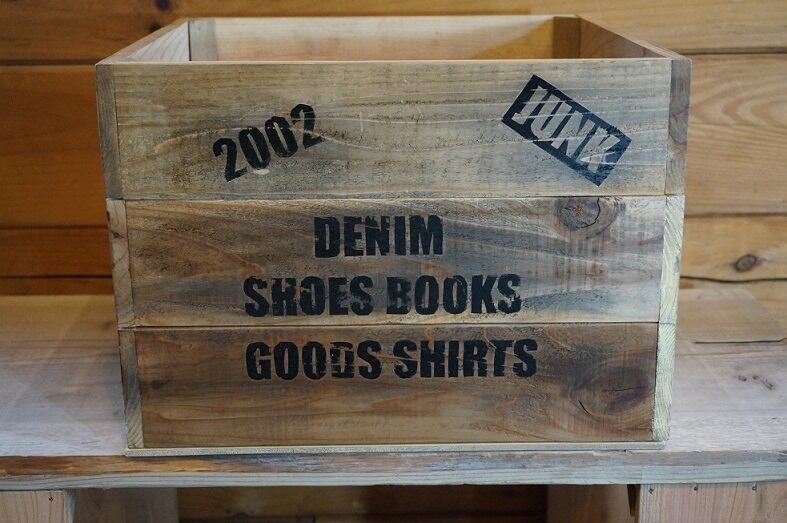 2002 JUNK
DENIM
SHOES BOOKS
GOODS SHIRTS